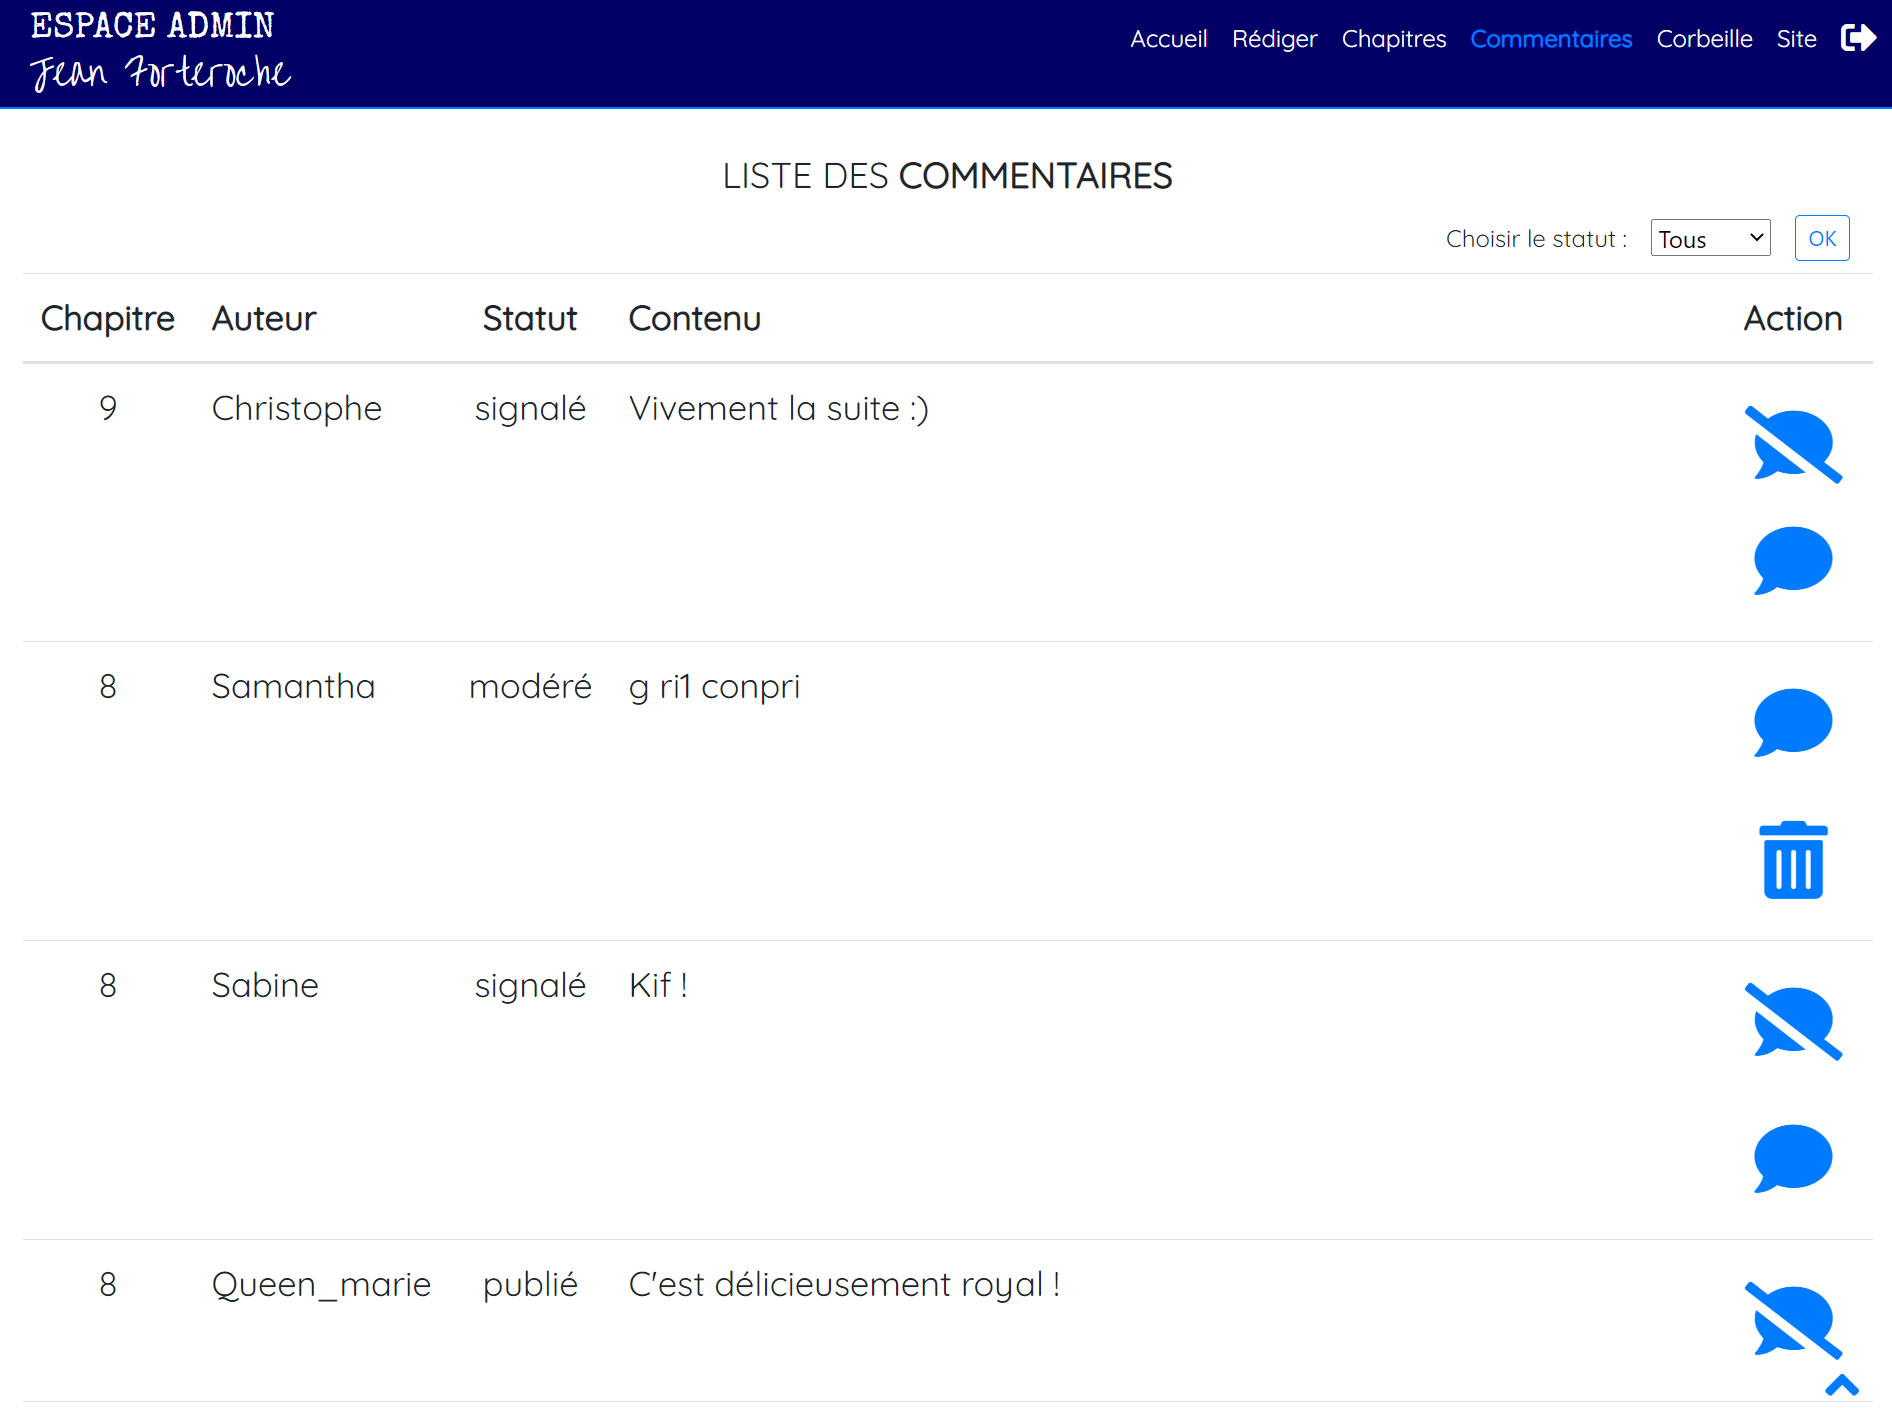 ESPACE ADMIN
Jean Forteroche
Accueil Rédiger Chapitres Commentaires Corbeille Site
LISTE DES COMMENTAIRES
Choisir le statut : Tous OK
Chapitre Auteur Statut Contenu Action
9 Christophe signalé Vivement la suite :)
8 Samantha modéré g ri1 conpri
8 Sabine signalé Kif !
8 Queen_marie publié C'est délicieusement royal !